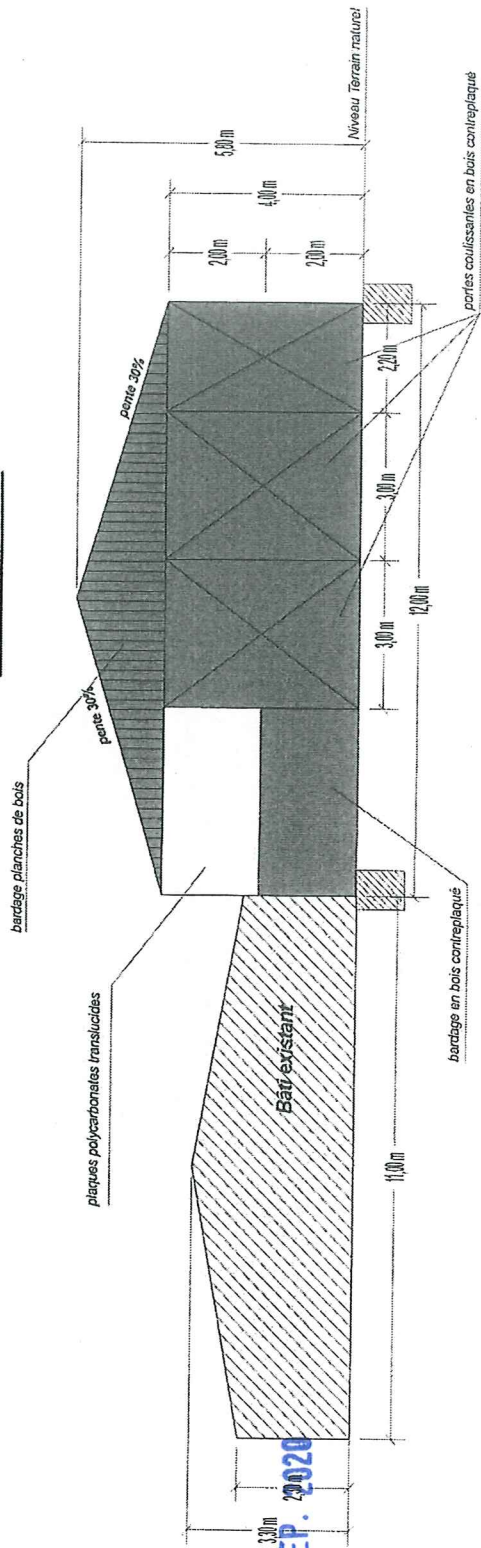 bardage planches de bois
plaques polycarbonates translucides
pente 30%
pente 30%
5,80 m
4,00 m
2,00 m
2,00 m
Niveau Terrain naturel
Bâti existant
3,30 m
EP. 2020
3,00 m
3,00 m
2,20 m
12,00 m
11,00 m
bardage en bois contreplaqué
portes coulissantes en bois contreplaqué